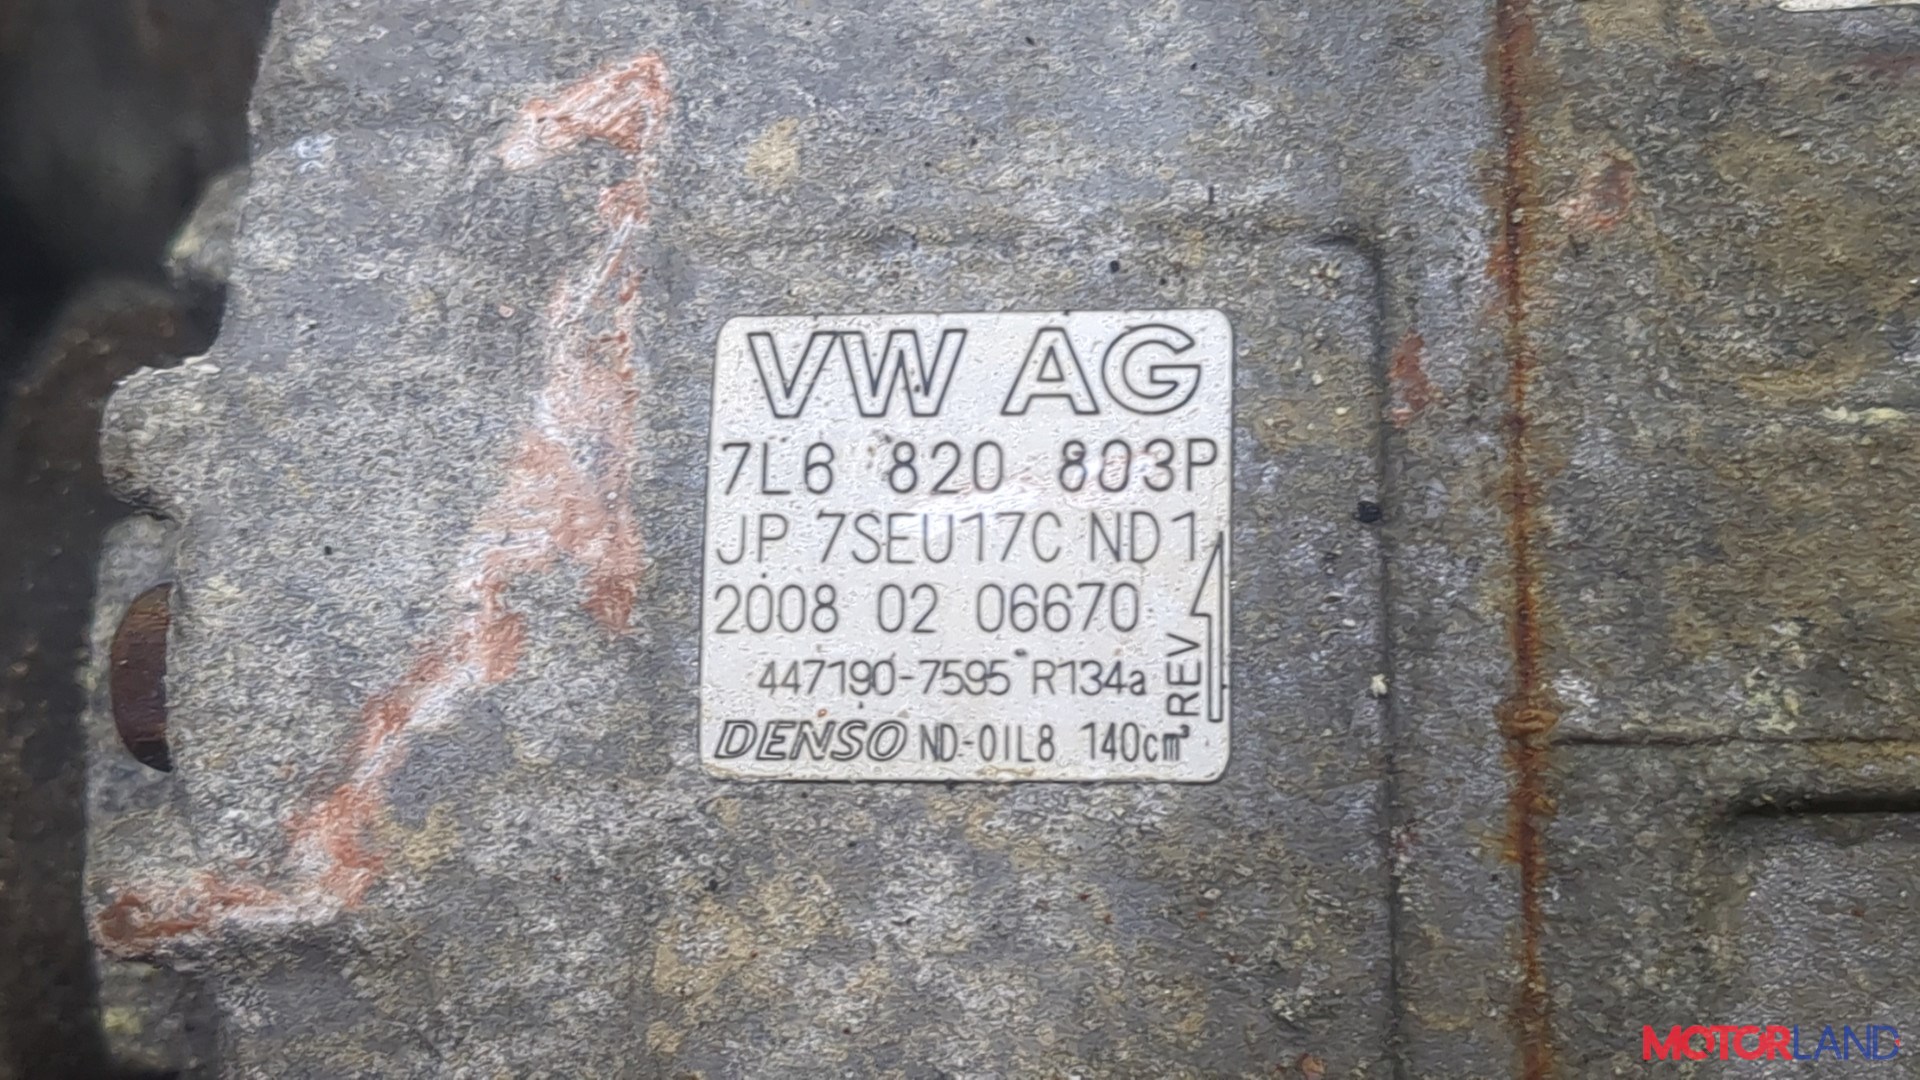 VW AG
7L6 820 803P
JP 7SEU17C ND1
2008 02 06670
447190-7595 R134a
REV
DENSO ND-OIL8 140cm³
MOTORLAND